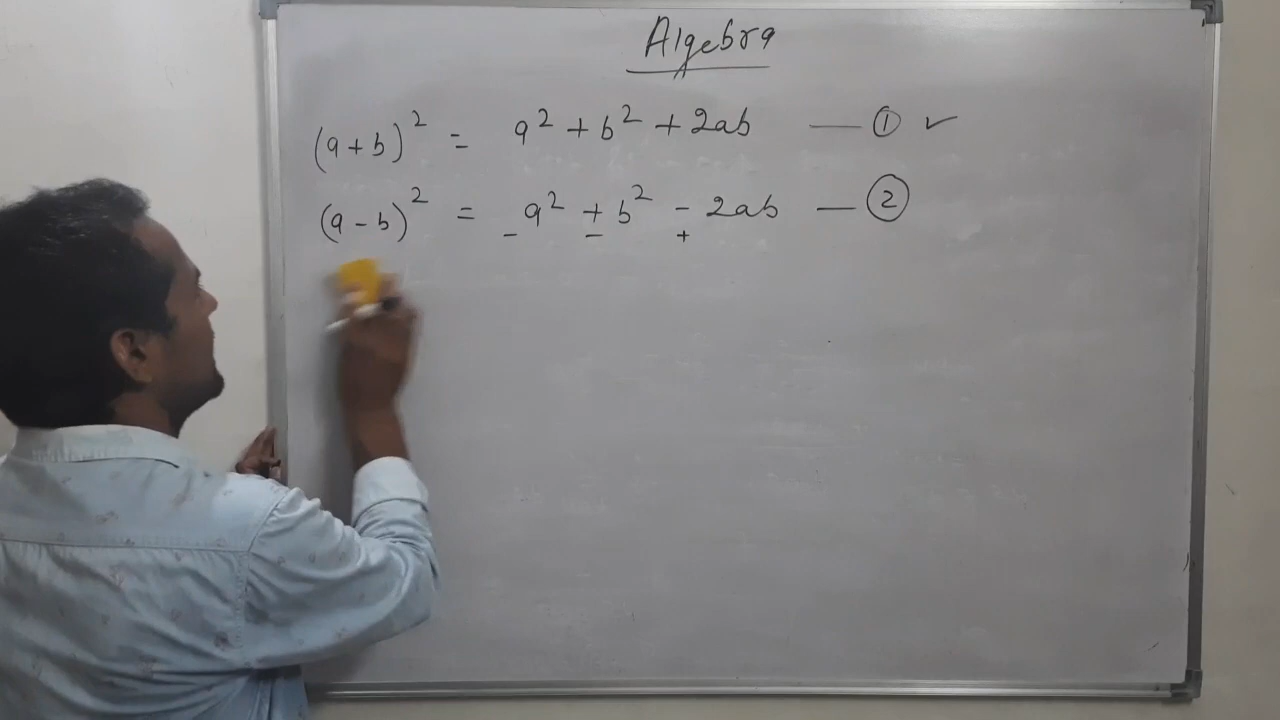 Algebra
(a+b)² = a² + b² + 2ab — ① ✓
(a-b)² = a² + b² - 2ab — ②
- - +